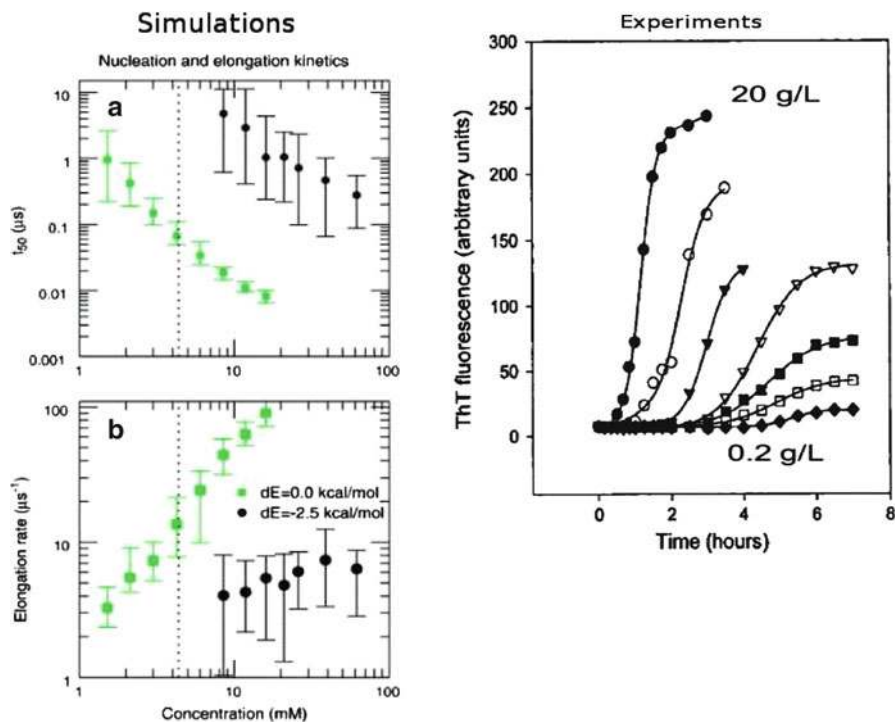 Simulations
Nucleation and elongation kinetics
a
10
1
0.1
0.01
0.001
t50 (μs)
1
10
100
b
100
10
1
Elongation rate (μs-1)
dE=0.0 kcal/mol
dE=-2.5 kcal/mol
1
10
100
Concentration (mM)
Experiments
300
250
200
150
100
50
0
ThT fluorescence (arbitrary units)
20 g/L
0.2 g/L
0
2
4
6
8
Time (hours)